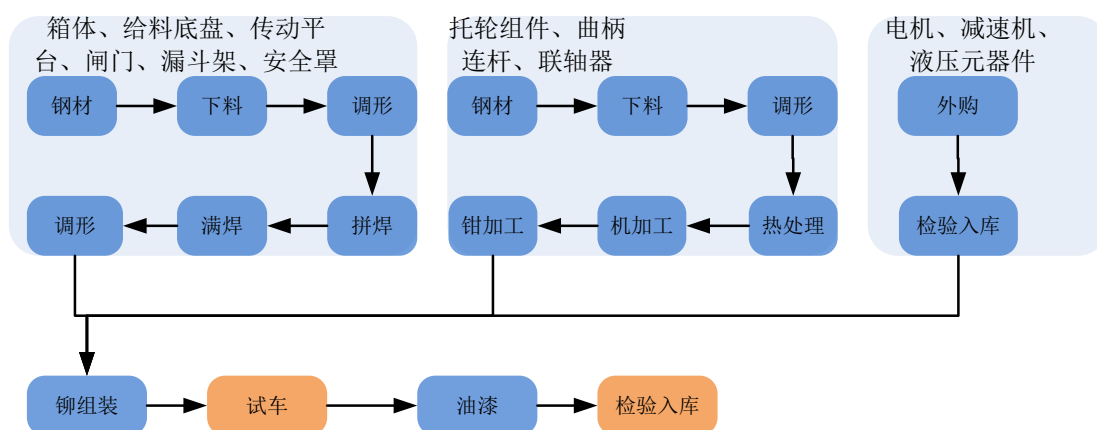 箱体、给料底盘、传动平
台、闸门、漏斗架、安全罩
钢材
下料
调形
拼焊
满焊
调形
托轮组件、曲柄
连杆、联轴器
钢材
下料
调形
热处理
机加工
钳加工
电机、减速机、
液压元器件
外购
检验入库
铆组装
试车
油漆
检验入库